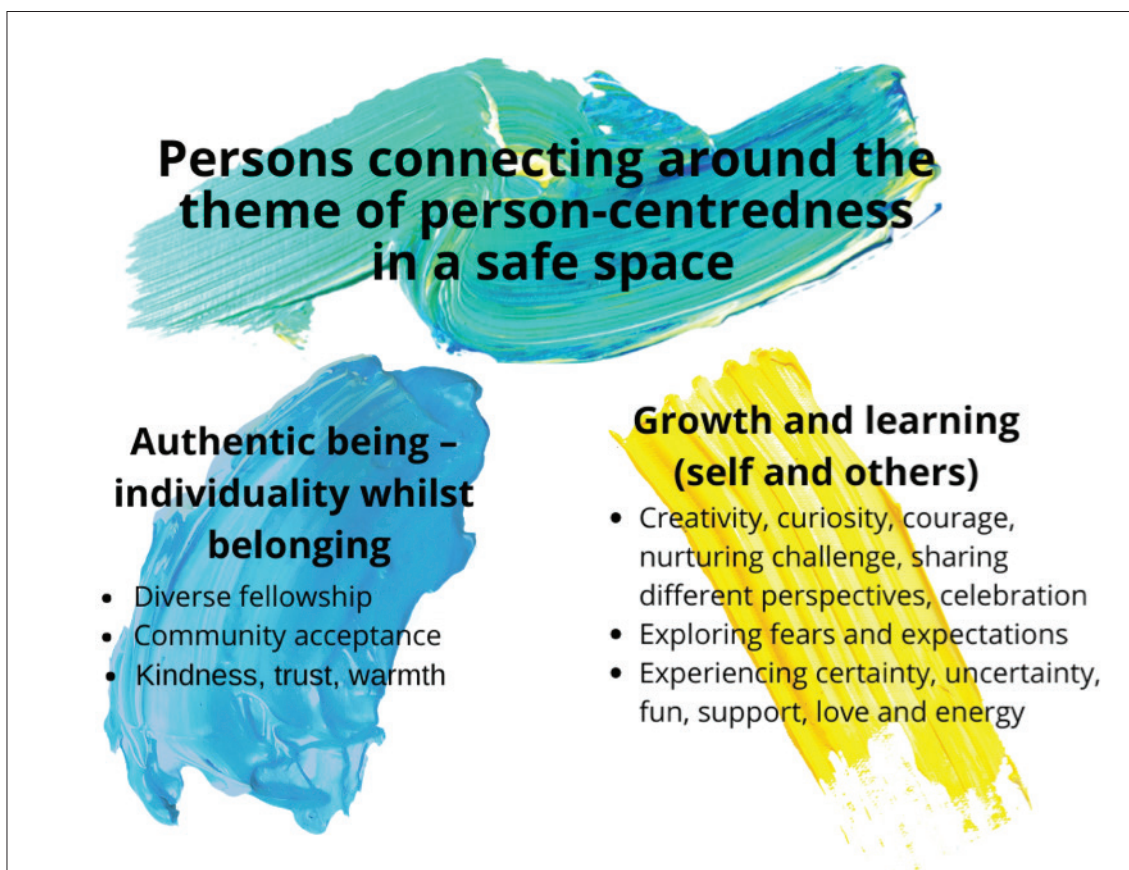 Persons connecting around the
theme of person-centredness
in a safe space
Authentic being –
individuality whilst
belonging
• Diverse fellowship
• Community acceptance
• Kindness, trust, warmth
Growth and learning
(self and others)
• Creativity, curiosity, courage,
nurturing challenge, sharing
different perspectives, celebration
• Exploring fears and expectations
• Experiencing certainty, uncertainty,
fun, support, love and energy